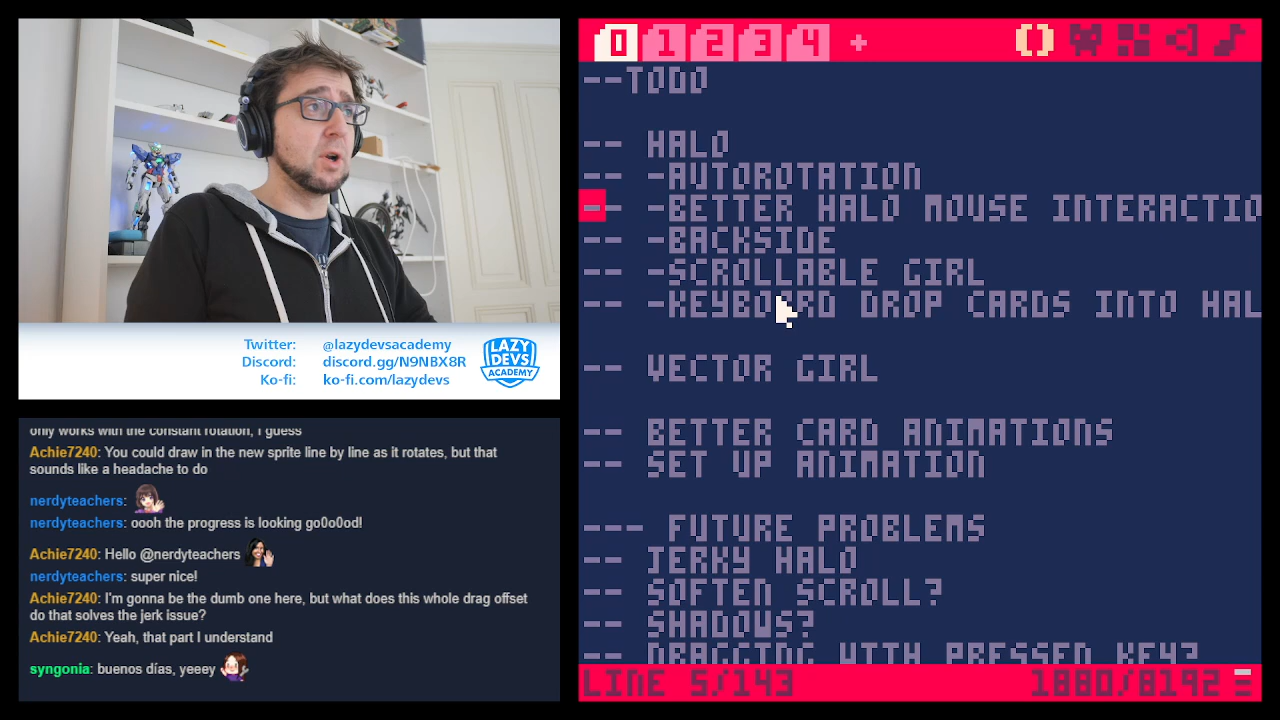 Twitter: @lazydevsacademy
Discord: discord.gg/N9NBX8R
Ko-fi: ko-fi.com/lazydevs
LAZY
DEVS
ACADEMY
only works with the constant rotation, I guess
Achie7240: You could draw in the new sprite line by line as it rotates, but that
sounds like a headache to do
nerdyteachers:
nerdyteachers: oooh the progress is looking go0o0od!
Achie7240: Hello @nerdyteachers
nerdyteachers: super nice!
Achie7240: I'm gonna be the dumb one here, but what does this whole drag offset
do that solves the jerk issue?
Achie7240: Yeah, that part I understand
syngonia: buenos días, yeeey
0 1 2 3 4 +
--TODO
-- HALO
-- -AUTOROTATION
-- -BETTER HALO MOUSE INTERACTIO
-- -BACKSIDE
-- -SCROLLABLE GIRL
-- -KEYBOARD DROP CARDS INTO HAL
-- VECTOR GIRL
-- BETTER CARD ANIMATIONS
-- SET UP ANIMATION
--- FUTURE PROBLEMS
-- JERKY HALO
-- SOFTEN SCROLL?
-- SHADOWS?
-- DRAGGING WITH PRESSED KEY?
LINE 5/143 1880/8192